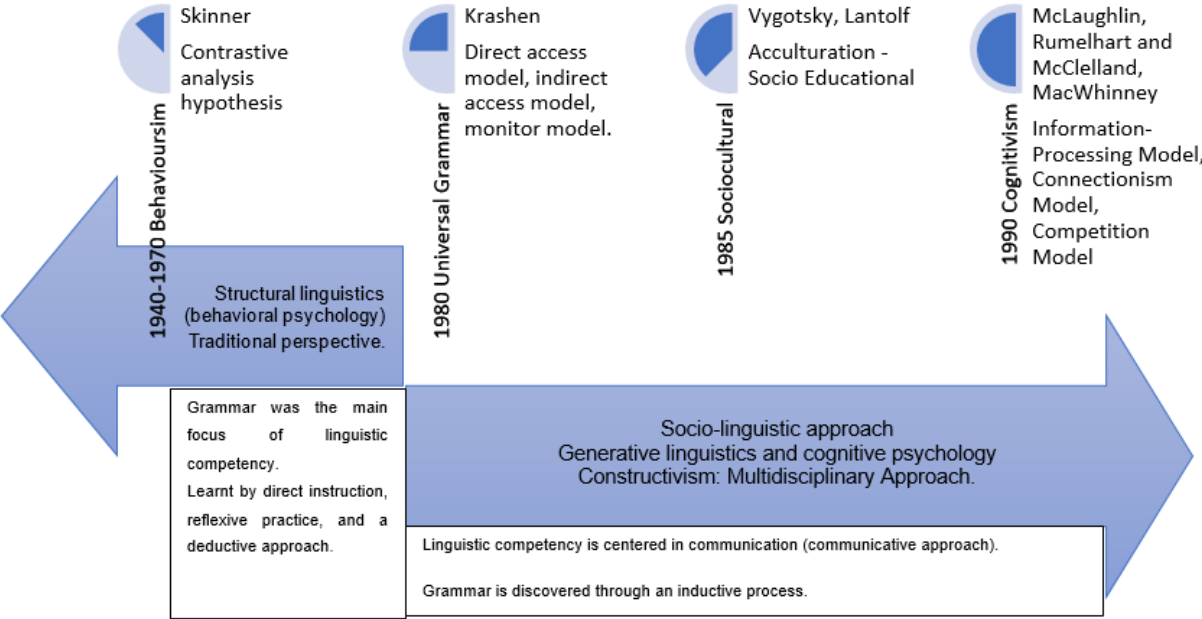 Skinner
Contrastive
analysis
hypothesis
1940-1970 Behavioursim
Krashen
Direct access
model, indirect
access model,
monitor model.
1980 Universal Grammar
Vygotsky, Lantolf
Acculturation -
Socio Educational
1985 Sociocultural
McLaughlin,
Rumelhart and
McClelland,
MacWhinney
Information-
Processing Model,
Connectionism
Model,
Competition
Model
1990 Cognitivism
Structural linguistics
(behavioral psychology)
Traditional perspective.
Grammar was the main
focus of linguistic
competency.
Learnt by direct instruction,
reflexive practice, and a
deductive approach.
Socio-linguistic approach
Generative linguistics and cognitive psychology
Constructivism: Multidisciplinary Approach.
Linguistic competency is centered in communication (communicative approach).
Grammar is discovered through an inductive process.